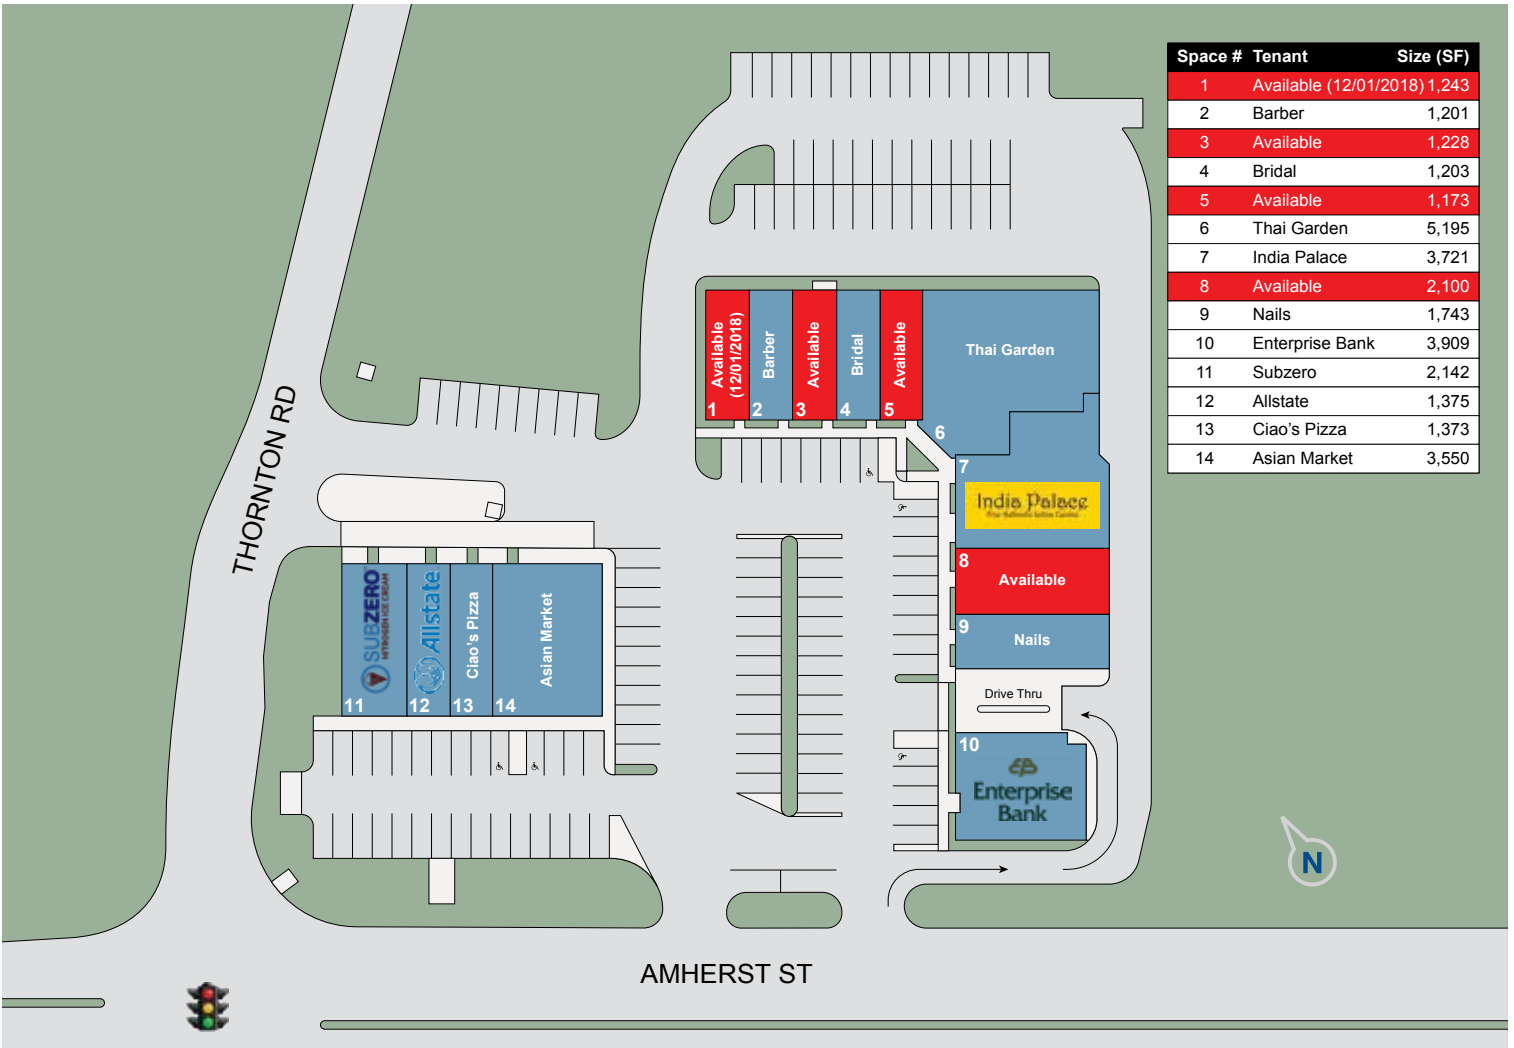 Space # Tenant Size (SF)
1 Available (12/01/2018) 1,243
2 Barber 1,201
3 Available 1,228
4 Bridal 1,203
5 Available 1,173
6 Thai Garden 5,195
7 India Palace 3,721
8 Available 2,100
9 Nails 1,743
10 Enterprise Bank 3,909
11 Subzero 2,142
12 Allstate 1,375
13 Ciao's Pizza 1,373
14 Asian Market 3,550
Available
(12/01/2018)
1
Barber
2
Available
3
Bridal
4
Available
5
Thai Garden
6
7
India Palace
8
Available
9
Nails
Drive Thru
10
Enterprise
Bank
SUBZERO
NITROGEN ICE CREAM
11
Allstate
12
Ciao's Pizza
13
Asian Market
14
THORNTON RD
AMHERST ST
N